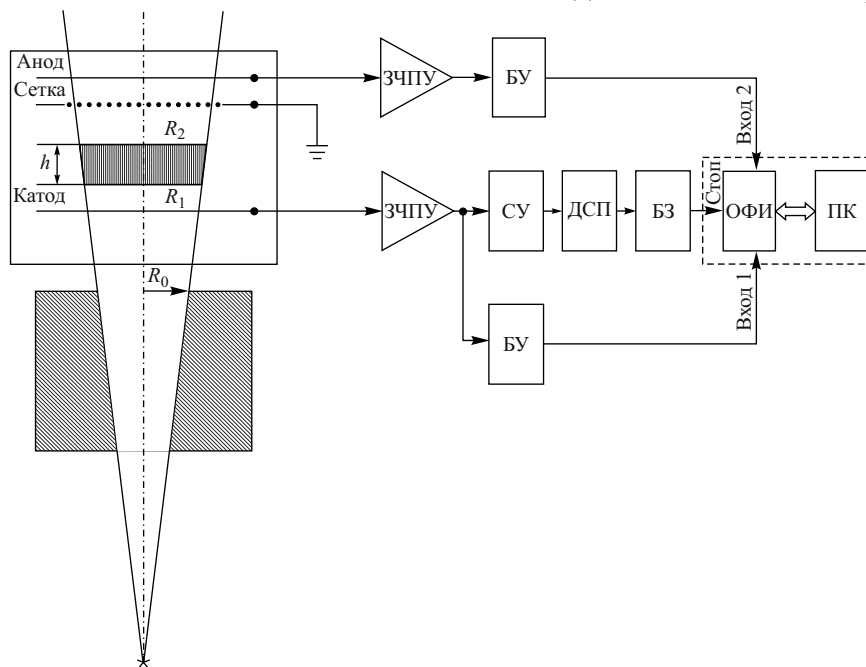 Анод
Сетка
R2
h
Катод
R1
R0
ЗЧПУ
БУ
Вход 2
ЗЧПУ
СУ
ДСП
БЗ
Стоп
ОФИ
ПК
БУ
Вход 1